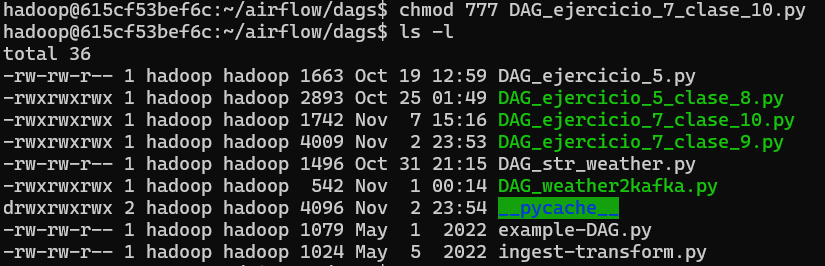 hadoop@615cf53bef6c:~/airflow/dags$ chmod 777 DAG_ejercicio_7_clase_10.py
hadoop@615cf53bef6c:~/airflow/dags$ ls -l
total 36
-rw-rw-r-- 1 hadoop hadoop 1663 Oct 19 12:59 DAG_ejercicio_5.py
-rwxrwxrwx 1 hadoop hadoop 2893 Oct 25 01:49 DAG_ejercicio_5_clase_8.py
-rwxrwxrwx 1 hadoop hadoop 1742 Nov  7 15:16 DAG_ejercicio_7_clase_10.py
-rwxrwxrwx 1 hadoop hadoop 4009 Nov  2 23:53 DAG_ejercicio_7_clase_9.py
-rw-rw-r-- 1 hadoop hadoop 1496 Oct 31 21:15 DAG_str_weather.py
-rwxrwxrwx 1 hadoop hadoop  542 Nov  1 00:14 DAG_weather2kafka.py
drwxrwxrwx 2 hadoop hadoop 4096 Nov  2 23:54 __pycache__
-rw-rw-r-- 1 hadoop hadoop 1079 May  1  2022 example-DAG.py
-rw-rw-r-- 1 hadoop hadoop 1024 May  5  2022 ingest-transform.py